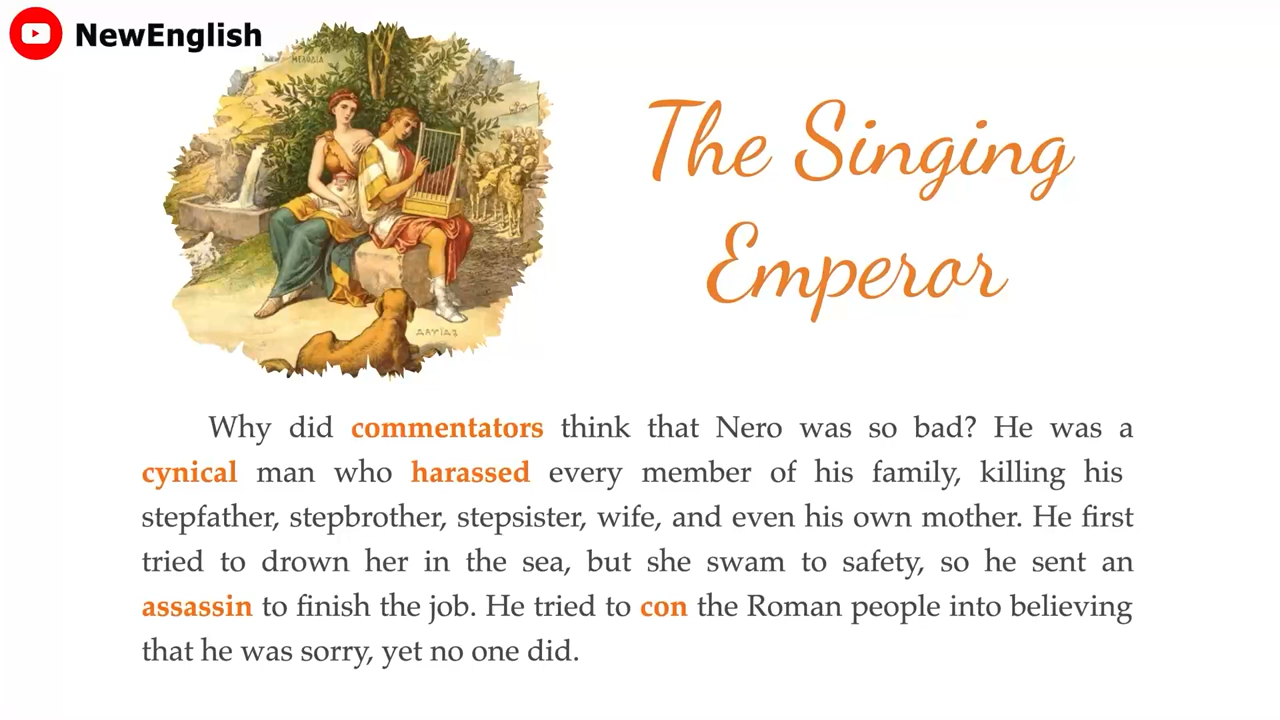 NewEnglish
ΜΕΛΩΔΙΑ
The Singing
Emperor
ΔΑΥΙΔ
Why did commentators think that Nero was so bad? He was a
cynical man who harassed every member of his family, killing his
stepfather, stepbrother, stepsister, wife, and even his own mother. He first
tried to drown her in the sea, but she swam to safety, so he sent an
assassin to finish the job. He tried to con the Roman people into believing
that he was sorry, yet no one did.